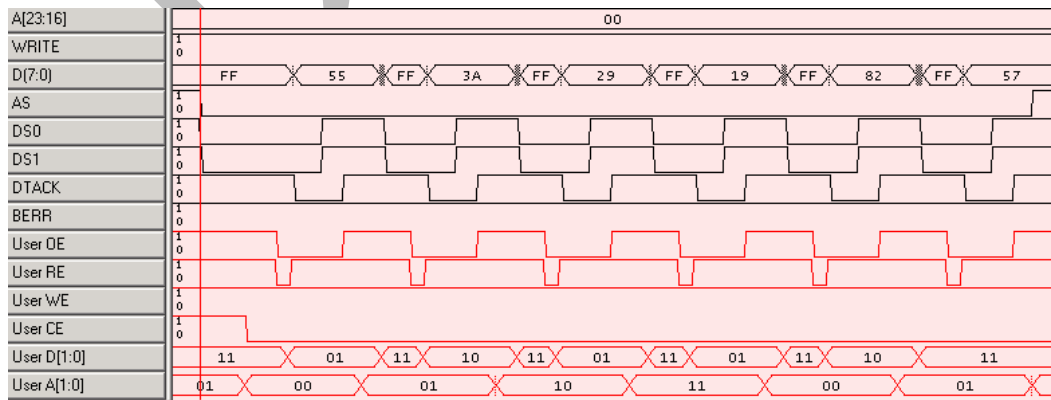 A[23:16] 00
WRITE 1 0
D(7:0) FF 55 FF 3A FF 29 FF 19 FF 82 FF 57
AS 1 0
DS0 1 0
DS1 1 0
DTACK 1 0
BERR 1 0
User OE 1 0
User RE 1 0
User WE 1 0
User CE 1 0
User D[1:0] 11 01 11 10 11 01 11 01 11 10 11
User A[1:0] 01 00 01 10 11 00 01